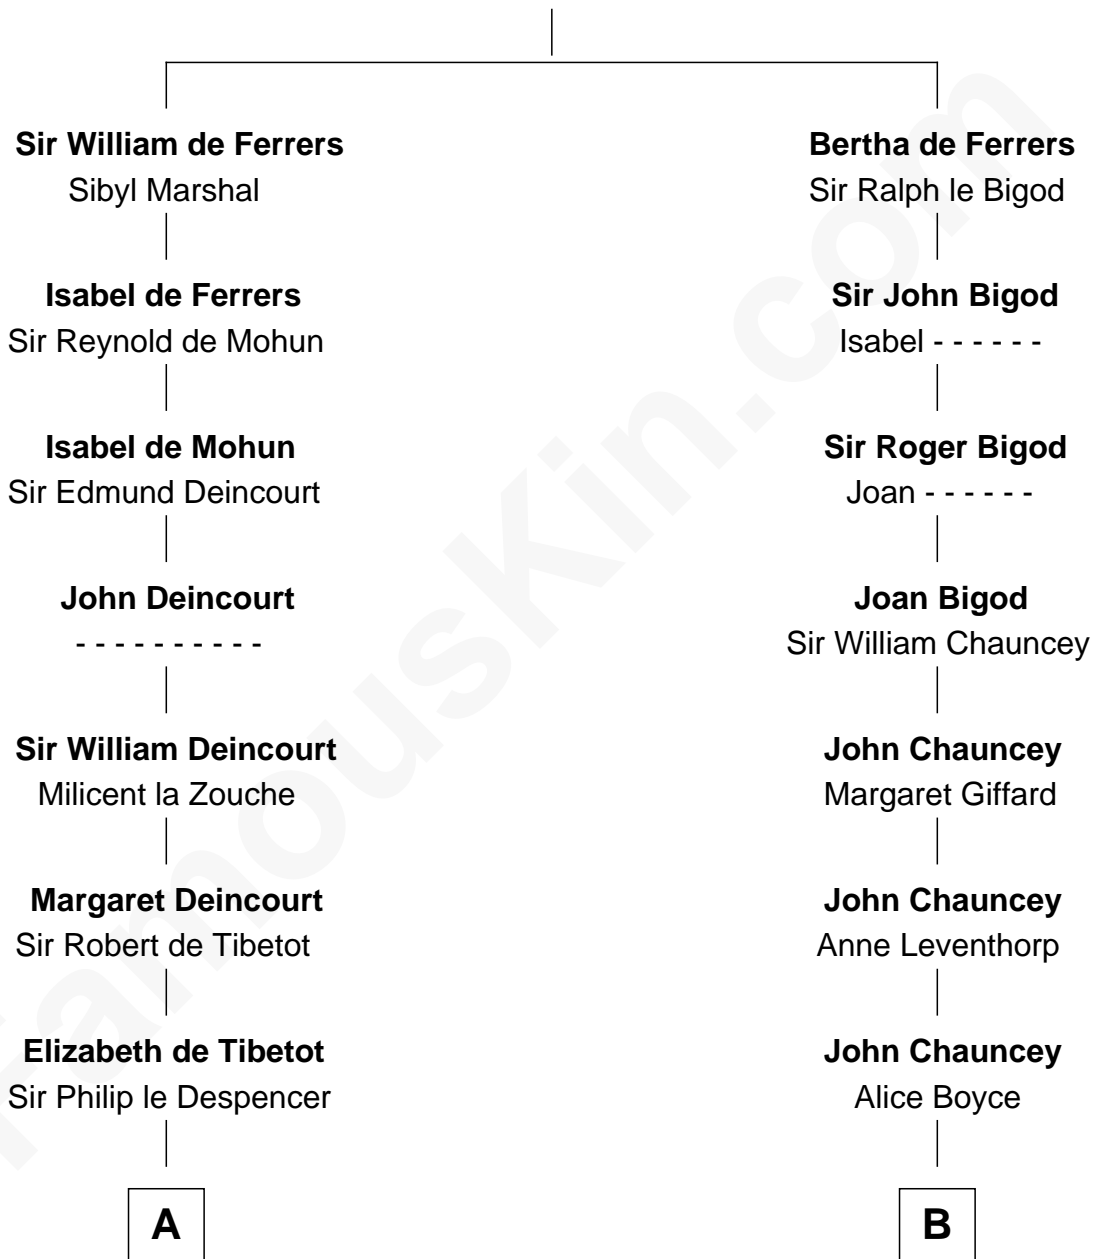 Sir William de Ferrers
Sibyl Marshal
Isabel de Ferrers
Sir Reynold de Mohun
Isabel de Mohun
Sir Edmund Deincourt
John Deincourt
- - - - - - - - - -
Sir William Deincourt
Milicent la Zouche
Margaret Deincourt
Sir Robert de Tibetot
Elizabeth de Tibetot
Sir Philip le Despencer
A
Bertha de Ferrers
Sir Ralph le Bigod
Sir John Bigod
Isabel - - - - - -
Sir Roger Bigod
Joan - - - - - -
Joan Bigod
Sir William Chauncey
John Chauncey
Margaret Giffard
John Chauncey
Anne Leventhorp
John Chauncey
Alice Boyce
B
FamousKin.com